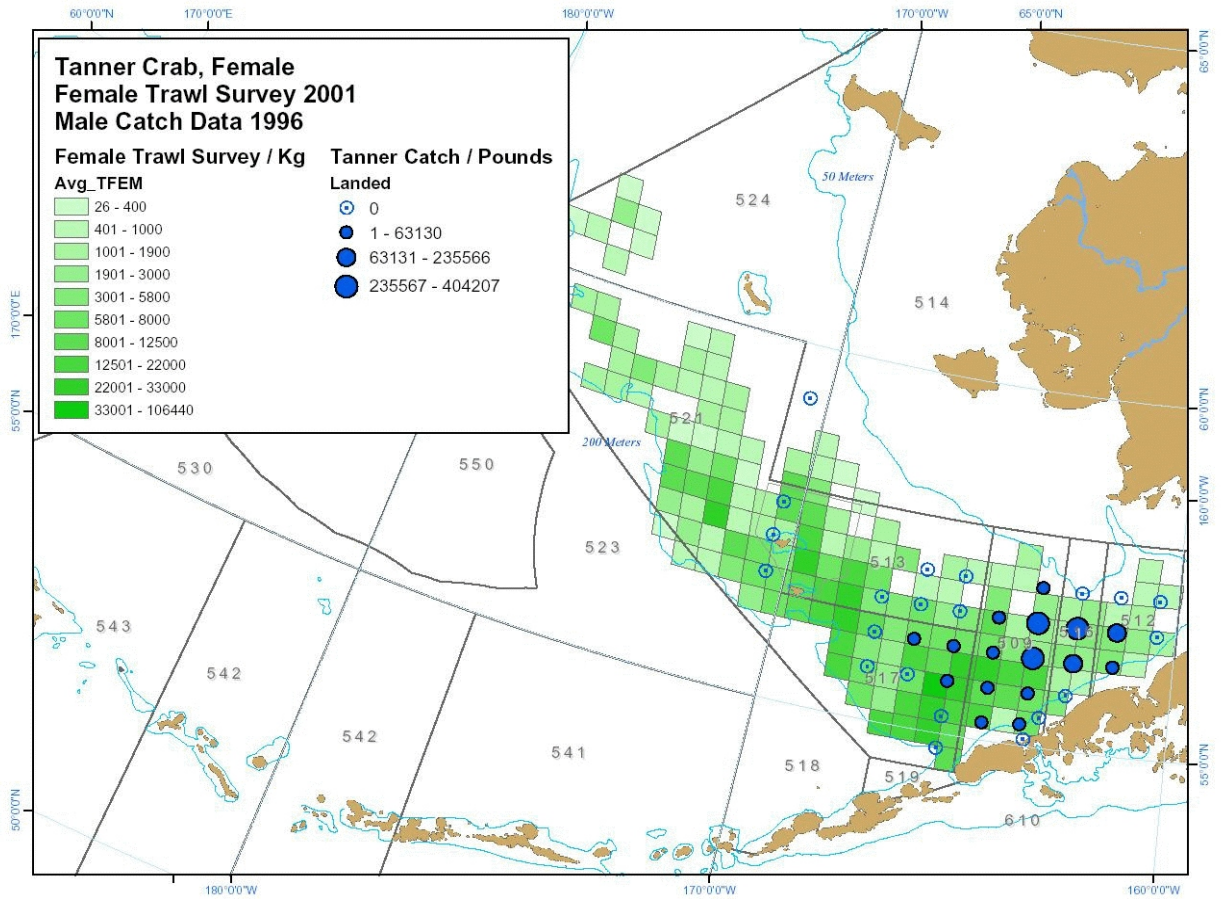 60°0'0"N 170°0'0"E 180°0'0"W 170°0'0"W 65°0'0"N
Tanner Crab, Female
Female Trawl Survey 2001
Male Catch Data 1996
Female Trawl Survey / Kg
Avg_TFEM
26 - 400
401 - 1000
1001 - 1900
1901 - 3000
3001 - 5800
5801 - 8000
8001 - 12500
12501 - 22000
22001 - 33000
33001 - 106440
Tanner Catch / Pounds
Landed
0
1 - 63130
63131 - 235566
235567 - 404207
65°0'0"N
50 Meters
524
514
170°0'0"E
55°0'0"N
60°0'0"N
521
200 Meters
530
550
160°0'0"W
523
513
543
542
509
516
512
517
542
541
518
519
55°0'0"N
50°0'0"N
610
180°0'0"W 170°0'0"W 160°0'0"W